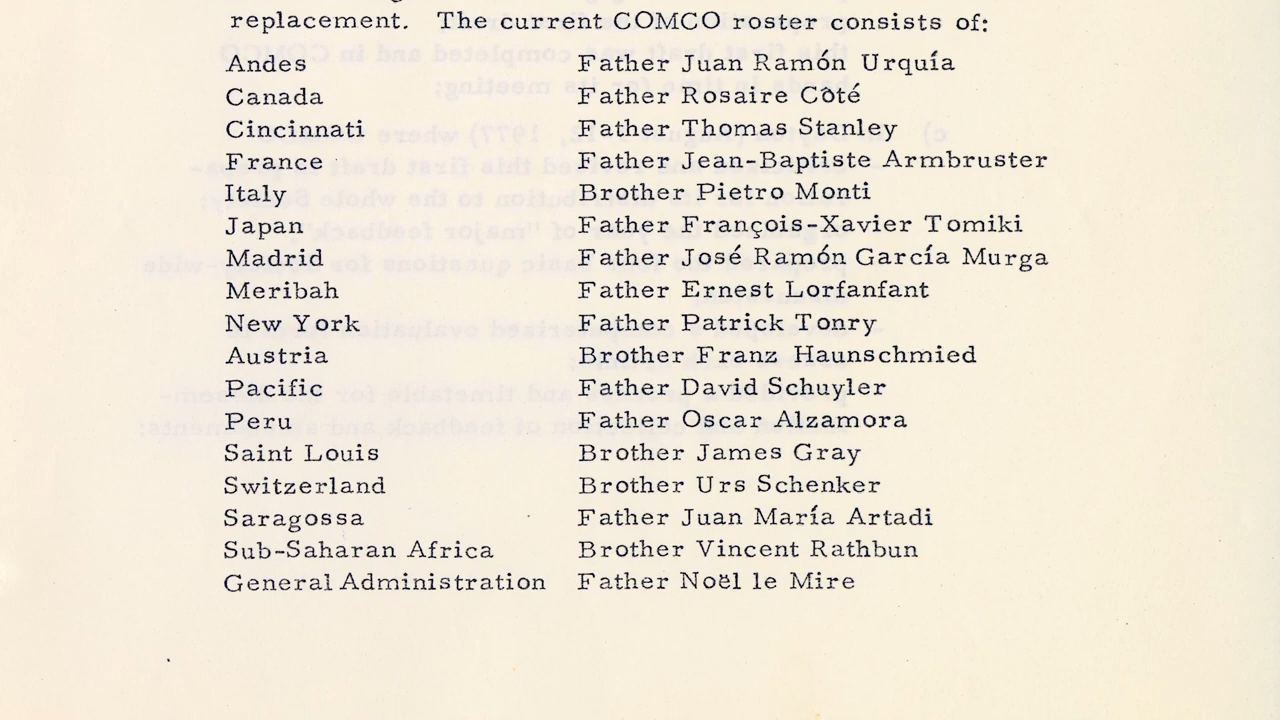 replacement. The current COMCO roster consists of:
Andes Father Juan Ramón Urquía
Canada Father Rosaire Côté
Cincinnati Father Thomas Stanley
France Father Jean-Baptiste Armbruster
Italy Brother Pietro Monti
Japan Father François-Xavier Tomiki
Madrid Father José Ramón García Murga
Meribah Father Ernest Lorfanfant
New York Father Patrick Tonry
Austria Brother Franz Haunschmied
Pacific Father David Schuyler
Peru Father Oscar Alzamora
Saint Louis Brother James Gray
Switzerland Brother Urs Schenker
Saragossa Father Juan María Artadi
Sub-Saharan Africa Brother Vincent Rathbun
General Administration Father Noël le Mire